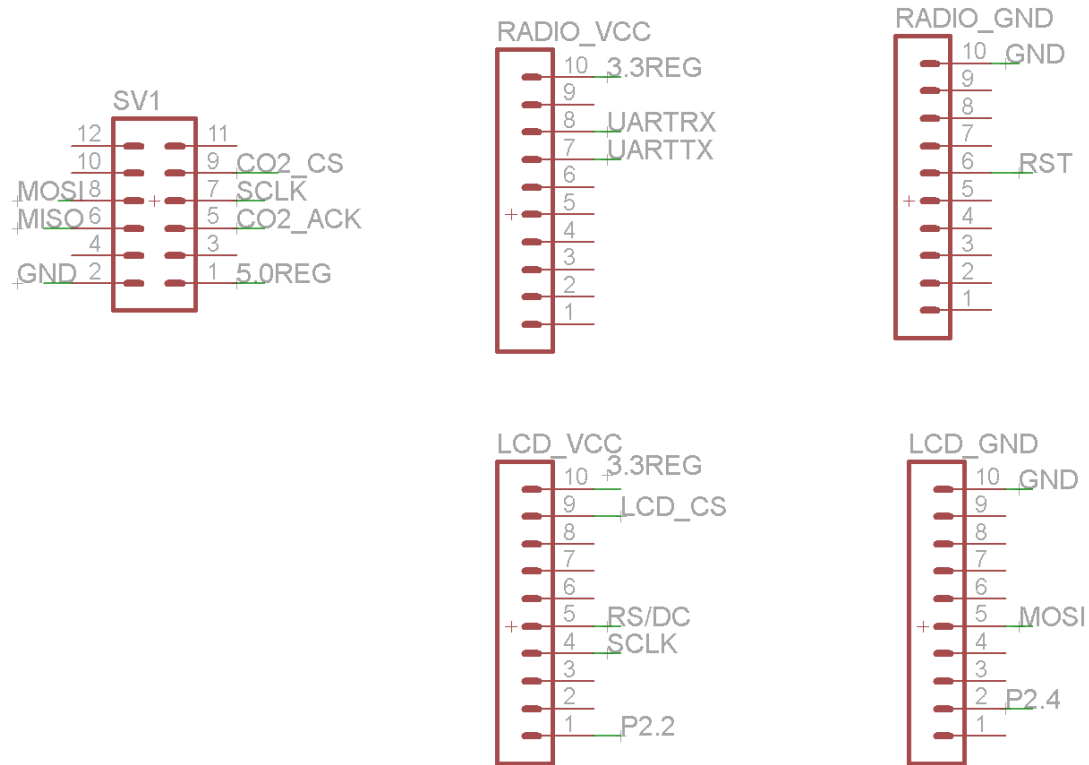 RADIO_VCC
10 3.3REG
9
8 UARTRX
7 UARTTX
6
5
4
3
2
1
RADIO_GND
10 GND
9
8
7
6 RST
5
4
3
2
1
SV1
12 11
10 9 CO2_CS
MOSI 8 7 SCLK
MISO 6 5 CO2_ACK
4 3
GND 2 1 5.0REG
LCD_VCC
10 3.3REG
9 LCD_CS
8
7
6
5 RS/DC
4 SCLK
3
2
1 P2.2
LCD_GND
10 GND
9
8
7
6
5 MOSI
4
3
2 P2.4
1